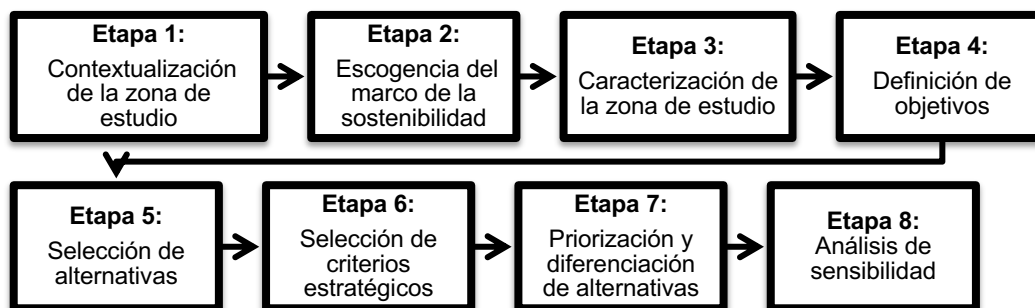 Etapa 1:
Contextualización
de la zona de
estudio
Etapa 2:
Escogencia del
marco de la
sostenibilidad
Etapa 3:
Caracterización de
la zona de estudio
Etapa 4:
Definición de
objetivos
Etapa 5:
Selección de
alternativas
Etapa 6:
Selección de
criterios
estratégicos
Etapa 7:
Priorización y
diferenciación
de alternativas
Etapa 8:
Análisis de
sensibilidad